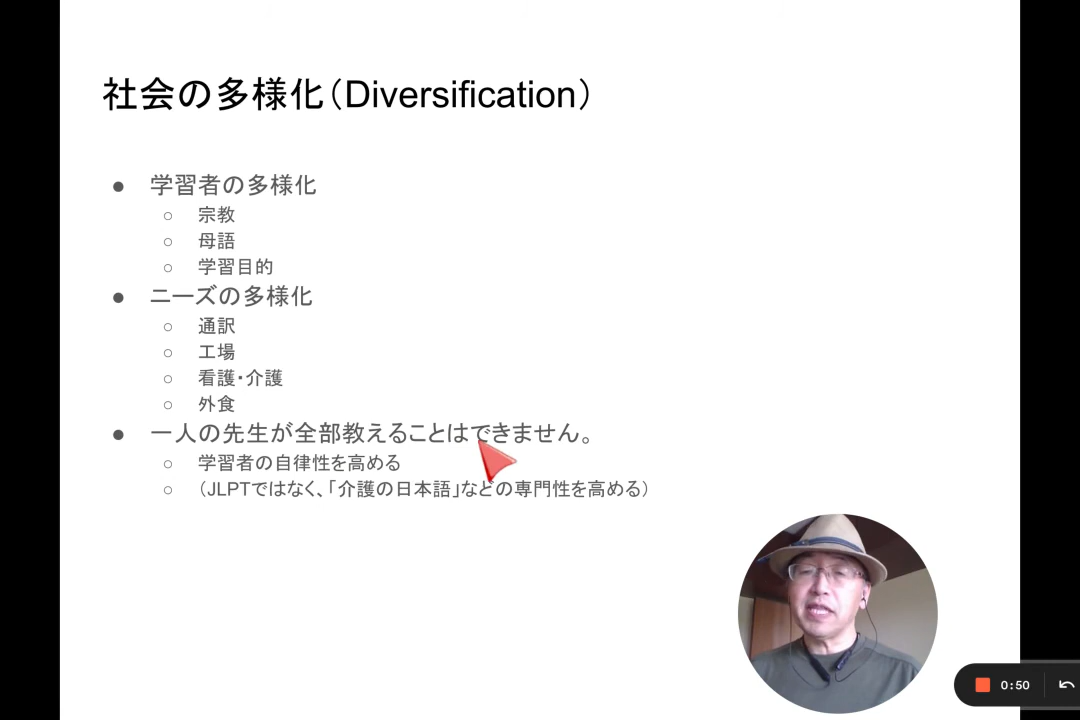 社会の多様化（Diversification）
● 学習者の多様化
○ 宗教
○ 母語
○ 学習目的
● ニーズの多様化
○ 通訳
○ 工場
○ 看護・介護
○ 外食
● 一人の先生が全部教えることはできません。
○ 学習者の自律性を高める
○ （JLPTではなく、「介護の日本語」などの専門性を高める）
0:50